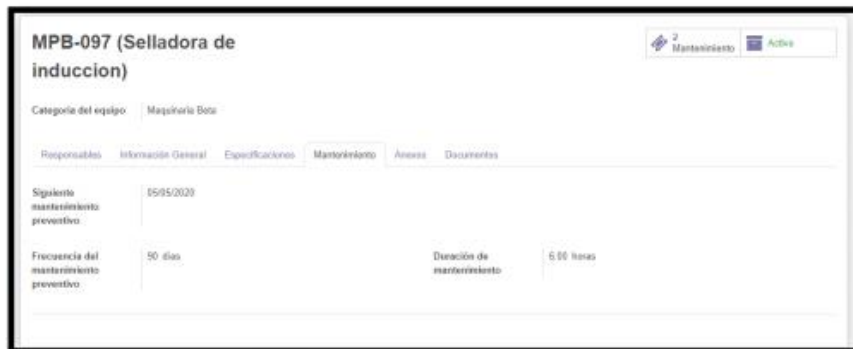 MPB-097 (Selladora de
induccion)
2
Mantenimiento
Activo
Categoría del equipo Maquinaria Beta
Responsables Información General Especificaciones Mantenimiento Anexos Documentos
Siguiente
mantenimiento
preventivo
05/05/2020
Frecuencia del
mantenimiento
preventivo
90 días
Duración de
mantenimiento
6.00 horas